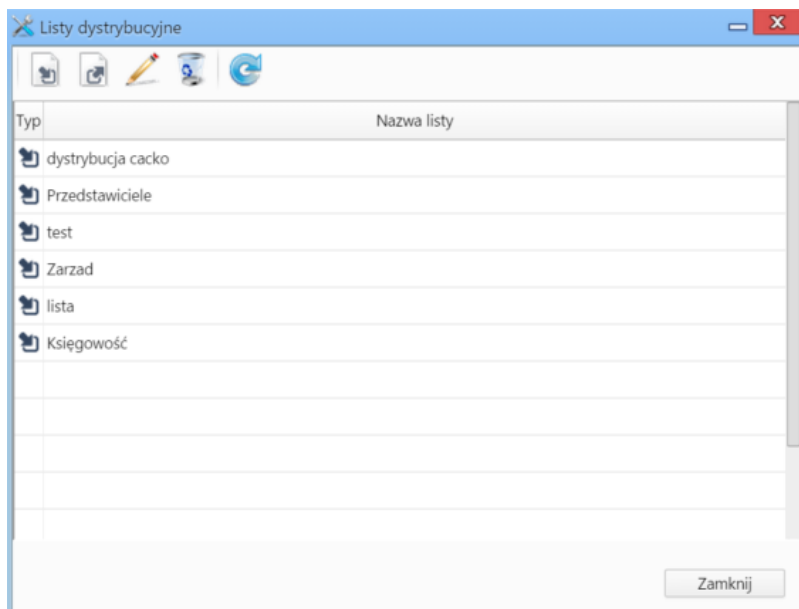 Listy dystrybucyjne
Typ Nazwa listy
dystrybucja cacko
Przedstawiciele
test
Zarzad
lista
Księgowość
Zamknij